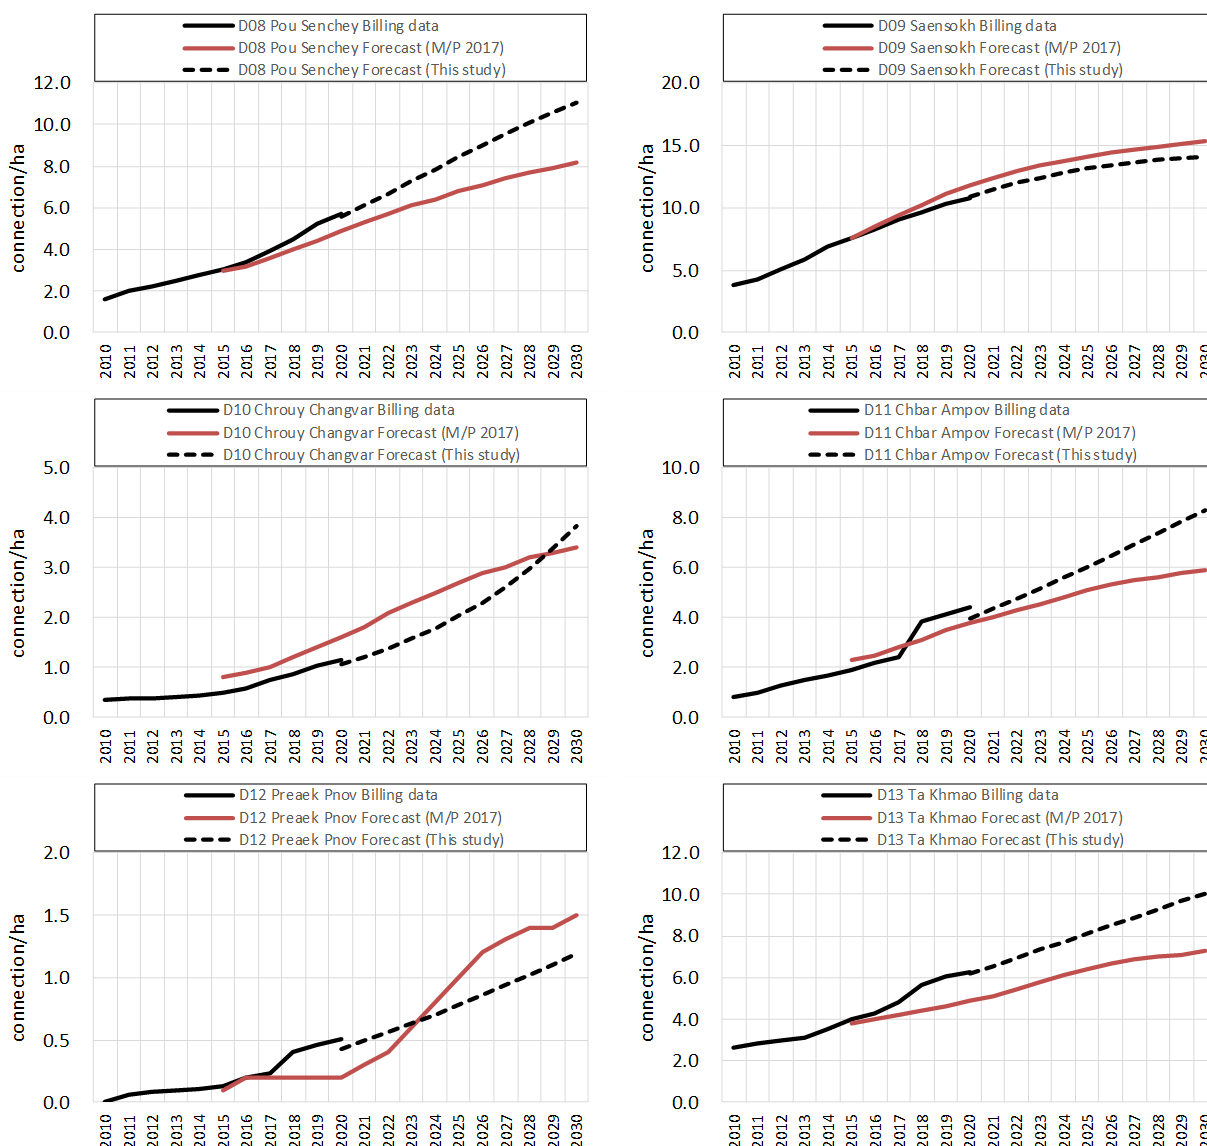 D08 Pou Senchey Billing data
D08 Pou Senchey Forecast (M/P 2017)
D08 Pou Senchey Forecast (This study)
12.0
10.0
8.0
6.0
4.0
2.0
0.0
connection/ha
2010 2011 2012 2013 2014 2015 2016 2017 2018 2019 2020 2021 2022 2023 2024 2025 2026 2027 2028 2029 2030
D09 Saensokh Billing data
D09 Saensokh Forecast (M/P 2017)
D09 Saensokh Forecast (This study)
20.0
15.0
10.0
5.0
0.0
connection/ha
2010 2011 2012 2013 2014 2015 2016 2017 2018 2019 2020 2021 2022 2023 2024 2025 2026 2027 2028 2029 2030
D10 Chrouy Changvar Billing data
D10 Chrouy Changvar Forecast (M/P 2017)
D10 Chrouy Changvar Forecast (This study)
5.0
4.0
3.0
2.0
1.0
0.0
connection/ha
2010 2011 2012 2013 2014 2015 2016 2017 2018 2019 2020 2021 2022 2023 2024 2025 2026 2027 2028 2029 2030
D11 Chbar Ampov Billing data
D11 Chbar Ampov Forecast (M/P 2017)
D11 Chbar Ampov Forecast (This study)
10.0
8.0
6.0
4.0
2.0
0.0
connection/ha
2010 2011 2012 2013 2014 2015 2016 2017 2018 2019 2020 2021 2022 2023 2024 2025 2026 2027 2028 2029 2030
D12 Preaek Pnov Billing data
D12 Preaek Pnov Forecast (M/P 2017)
D12 Preaek Pnov Forecast (This study)
2.0
1.5
1.0
0.5
0.0
connection/ha
2010 2011 2012 2013 2014 2015 2016 2017 2018 2019 2020 2021 2022 2023 2024 2025 2026 2027 2028 2029 2030
D13 Ta Khmao Billing data
D13 Ta Khmao Forecast (M/P 2017)
D13 Ta Khmao Forecast (This study)
12.0
10.0
8.0
6.0
4.0
2.0
0.0
connection/ha
2010 2011 2012 2013 2014 2015 2016 2017 2018 2019 2020 2021 2022 2023 2024 2025 2026 2027 2028 2029 2030